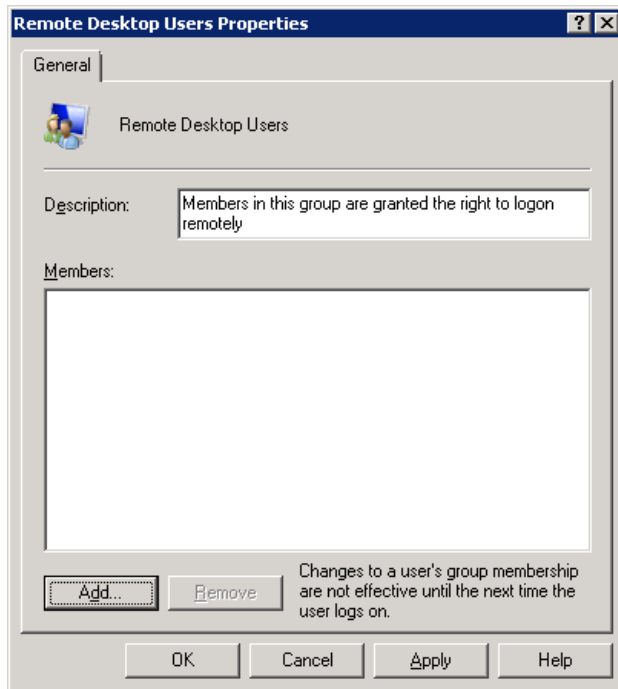 Remote Desktop Users Properties
General
Remote Desktop Users
Description:
Members in this group are granted the right to logon
remotely
Members:
Add...
Remove
Changes to a user's group membership
are not effective until the next time the
user logs on.
OK
Cancel
Apply
Help